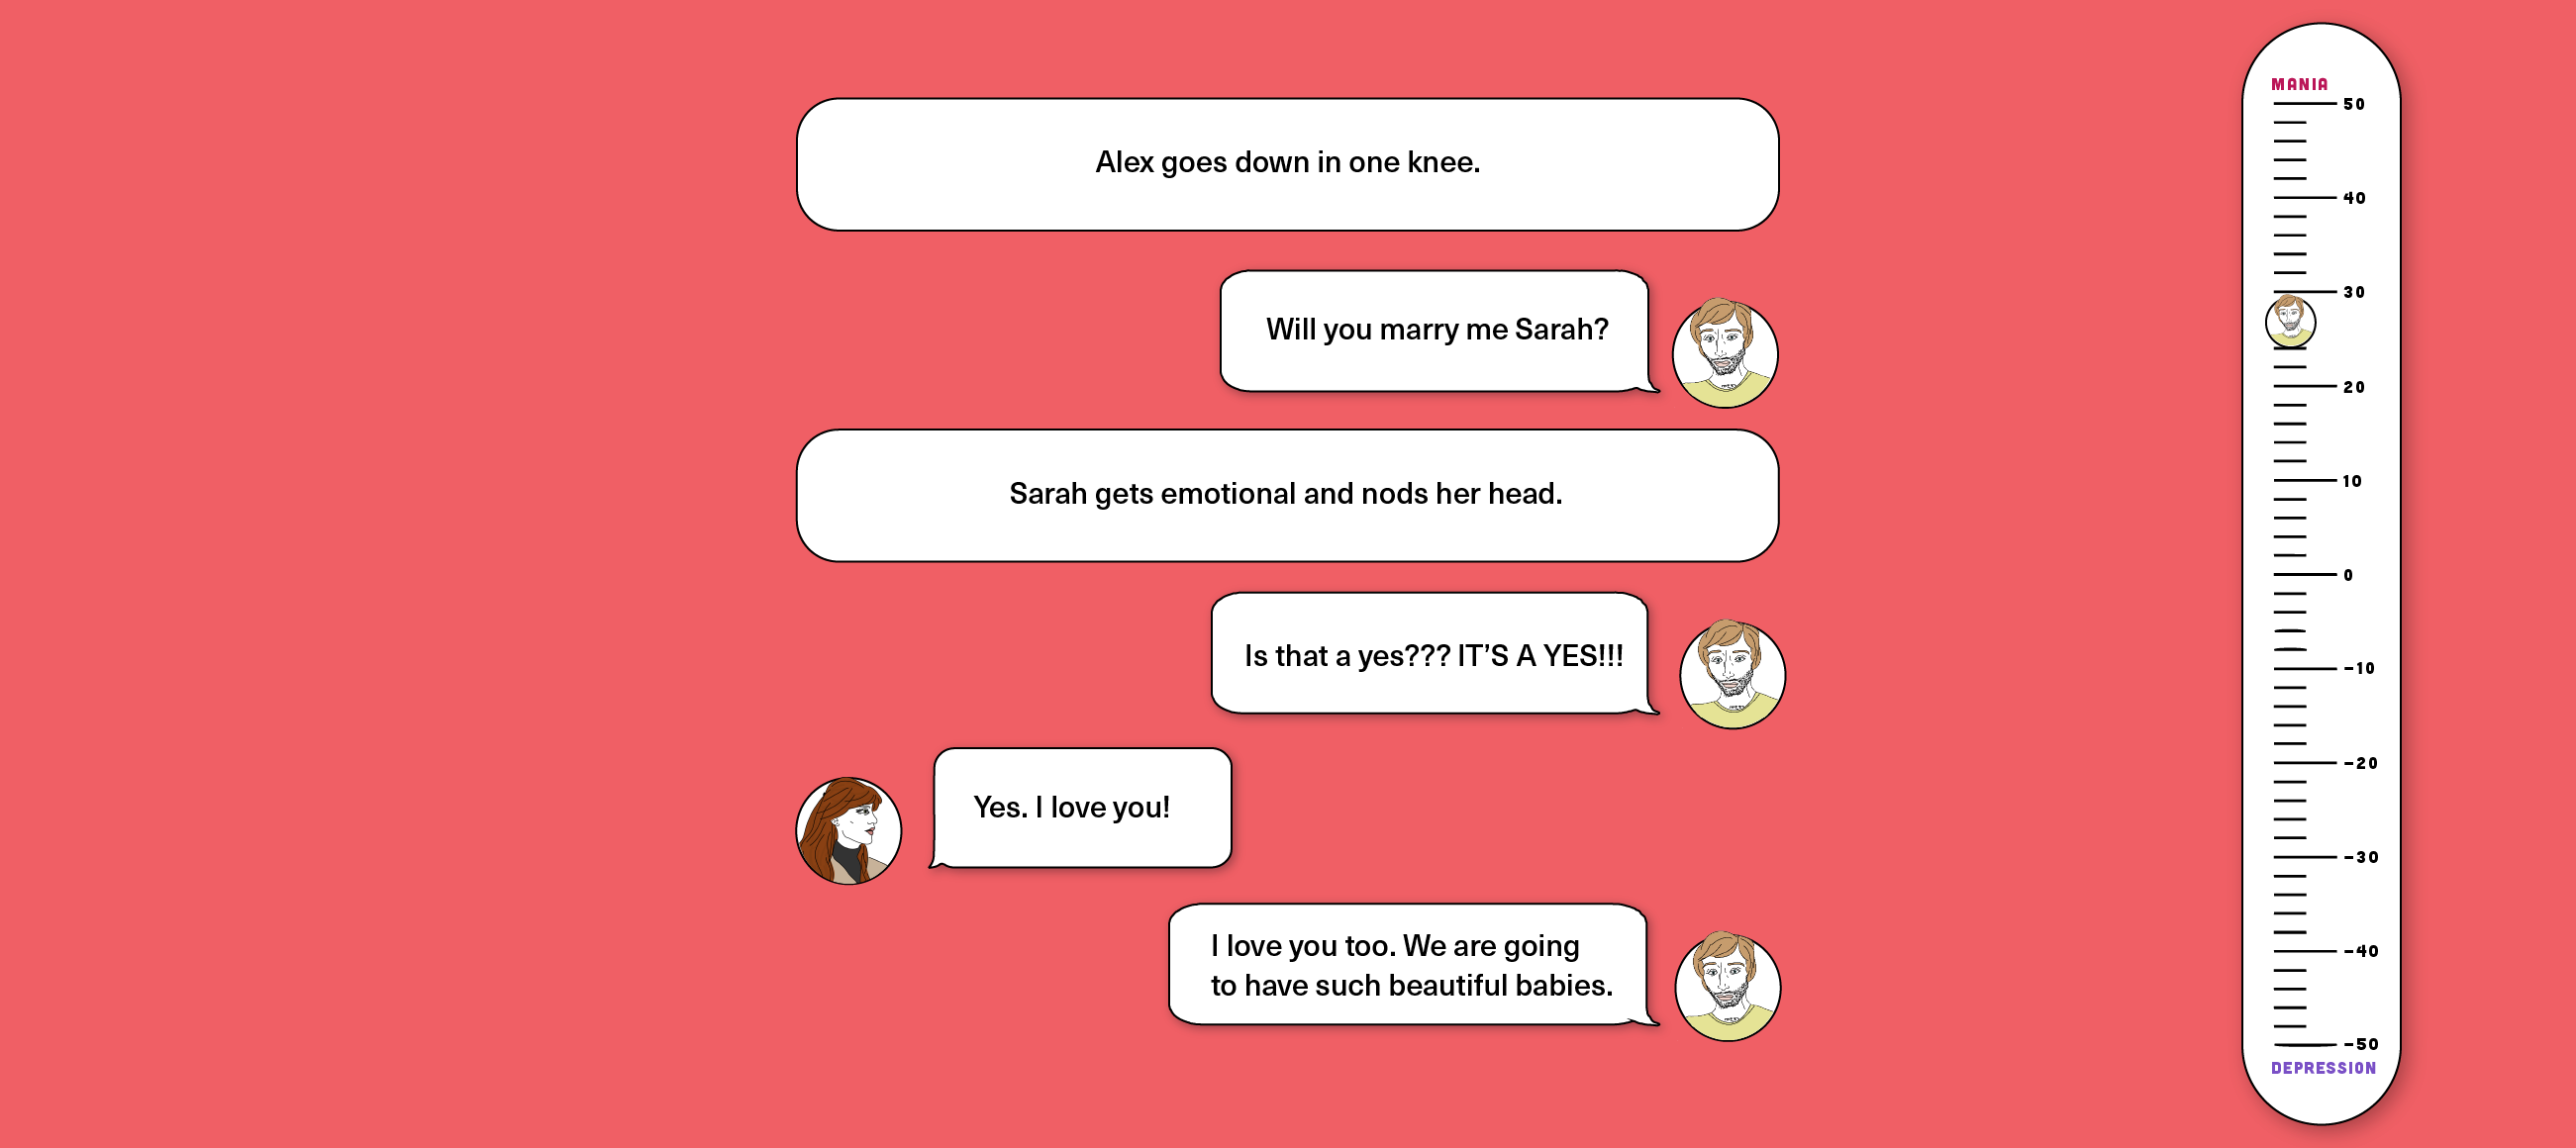 Alex goes down in one knee.
Will you marry me Sarah?
Sarah gets emotional and nods her head.
Is that a yes??? IT’S A YES!!!
Yes. I love you!
I love you too. We are going
to have such beautiful babies.
MANIA
50
40
30
20
10
0
-10
-20
-30
-40
-50
DEPRESSION